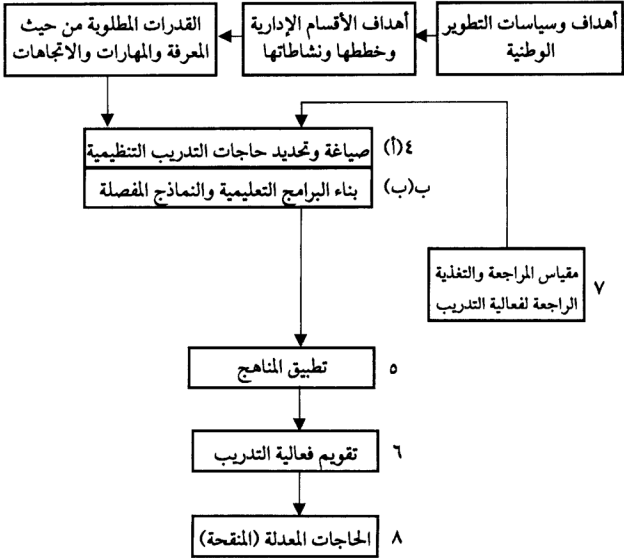 أهداف وسياسات التطوير
الوطنية
أهداف الأقسام الإدارية
وخططها ونشاطاتها
القدرات المطلوبة من حيث
المعرفة والمهارات والاتجاهات
٤(أ) صياغة وتحديد حاجات التدريب التنظيمية
ب(ب) بناء البرامج التعليمية والنماذج المفصلة
٧ مقياس المراجعة والتغذية
الراجعة لفعالية التدريب
٥ تطبيق المناهج
٦ تقويم فعالية التدريب
٨ الحاجات المعدلة (المنقحة)